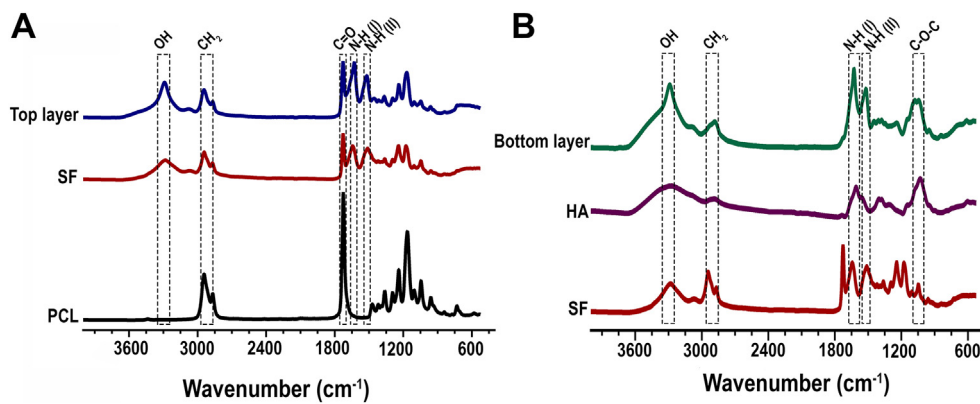 A
OH
CH₂
C=O
N-H (I)
N-H (II)
Top layer
SF
PCL
3600 3000 2400 1800 1200 600
Wavenumber (cm⁻¹)
B
OH
CH₂
N-H (I)
N-H (II)
C-O-C
Bottom layer
HA
SF
3600 3000 2400 1800 1200 600
Wavenumber (cm⁻¹)